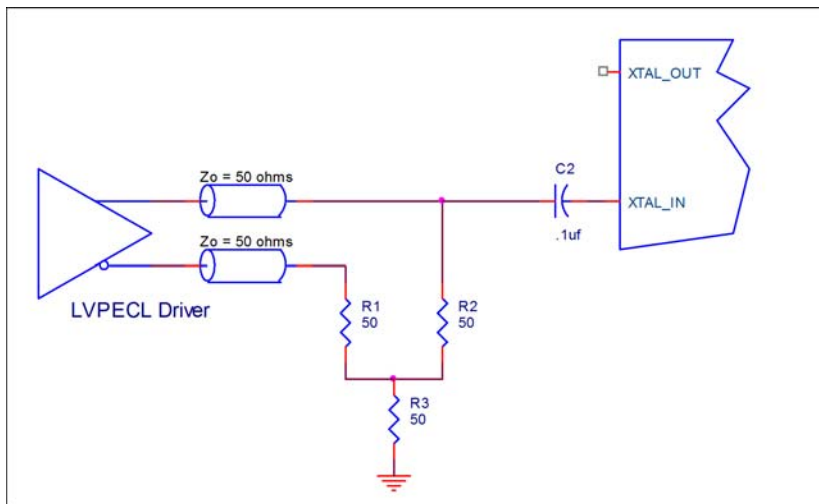 XTAL_OUT
Zo = 50 ohms
C2
XTAL_IN
.1uf
Zo = 50 ohms
LVPECL Driver
R1
50
R2
50
R3
50